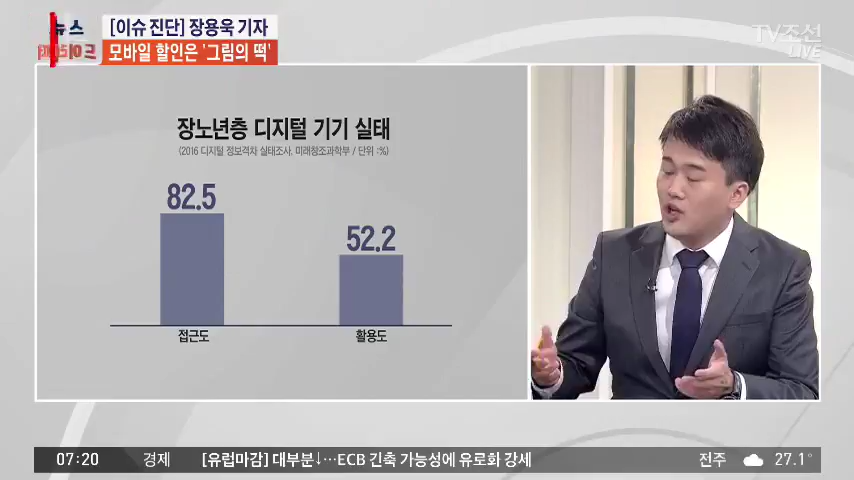 뉴스
[이슈 진단] 장용욱 기자
모바일 할인은 '그림의 떡'
TV조선
LIVE
장노년층 디지털 기기 실태
(2016 디지털 정보격차 실태조사, 미래창조과학부 / 단위 :%)
82.5
52.2
접근도
활용도
07:20 경제 [유럽마감] 대부분↓…ECB 긴축 가능성에 유로화 강세 전주 27.1°